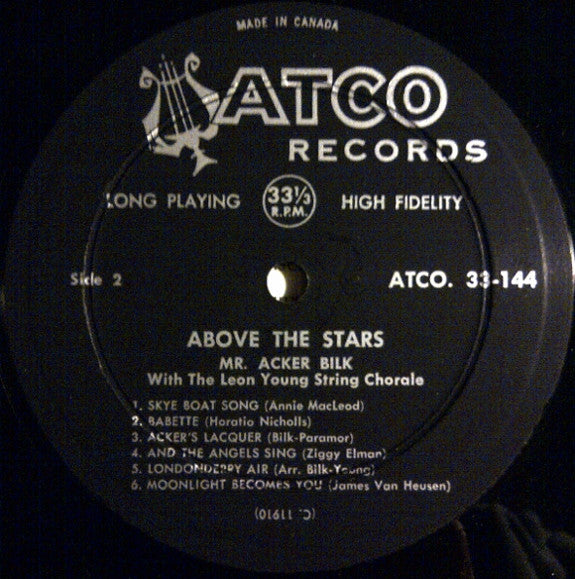 MADE IN CANADA
ATCO
RECORDS
LONG PLAYING 33⅓ R.P.M. HIGH FIDELITY
Side 2 ATCO. 33-144
ABOVE THE STARS
MR. ACKER BILK
With The Leon Young String Chorale
1. SKYE BOAT SONG (Annie MacLeod)
2. BABETTE (Horatio Nicholls)
3. ACKER'S LACQUER (Bilk-Paramor)
4. AND THE ANGELS SING (Ziggy Elman)
5. LONDONDERRY AIR (Arr. Bilk-Young)
6. MOONLIGHT BECOMES YOU (James Van Heusen)
(C. 11910)